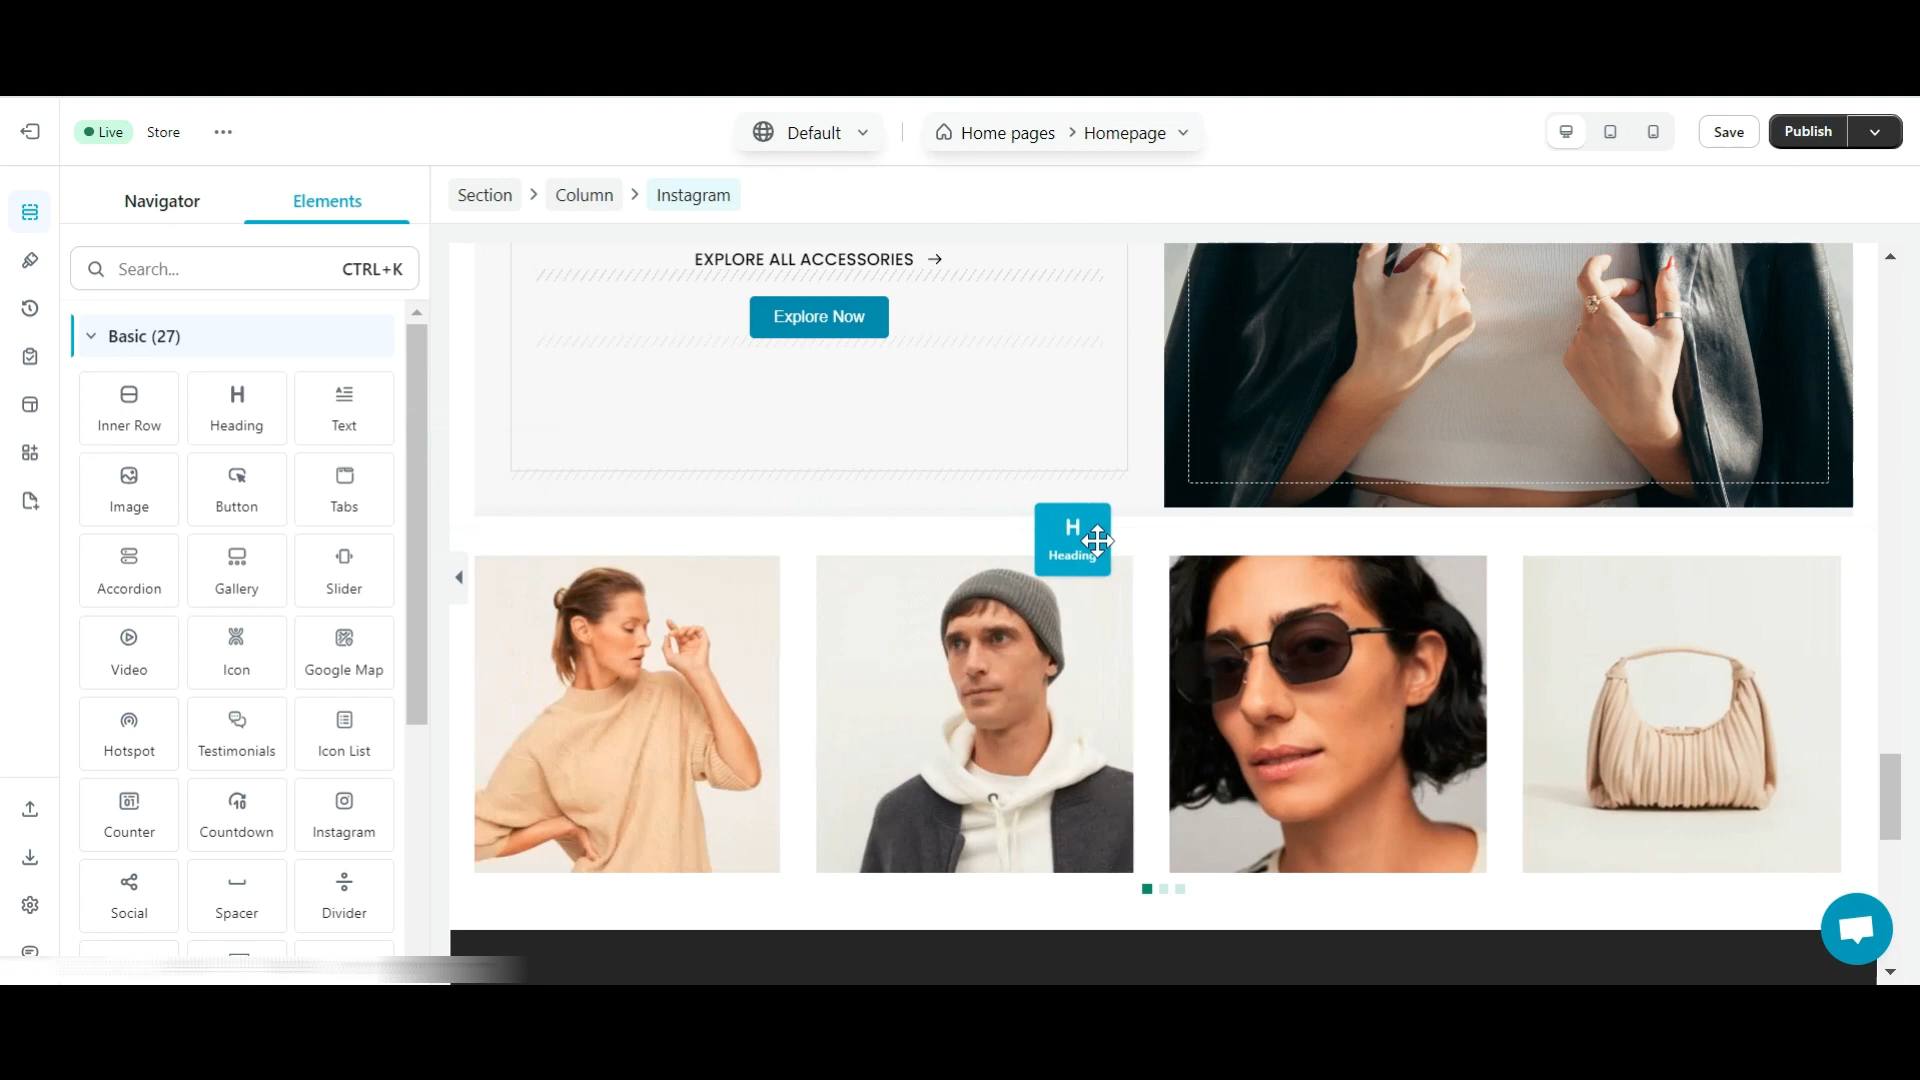 Live
Store
Default
Home pages
Homepage
Save
Publish
Navigator
Elements
Section
Column
Instagram
Search...
CTRL+K
Basic (27)
Inner Row
Heading
Text
Image
Button
Tabs
Accordion
Gallery
Slider
Video
Icon
Google Map
Hotspot
Testimonials
Icon List
Counter
Countdown
Instagram
Social
Spacer
Divider
EXPLORE ALL ACCESSORIES
Explore Now
H
Heading